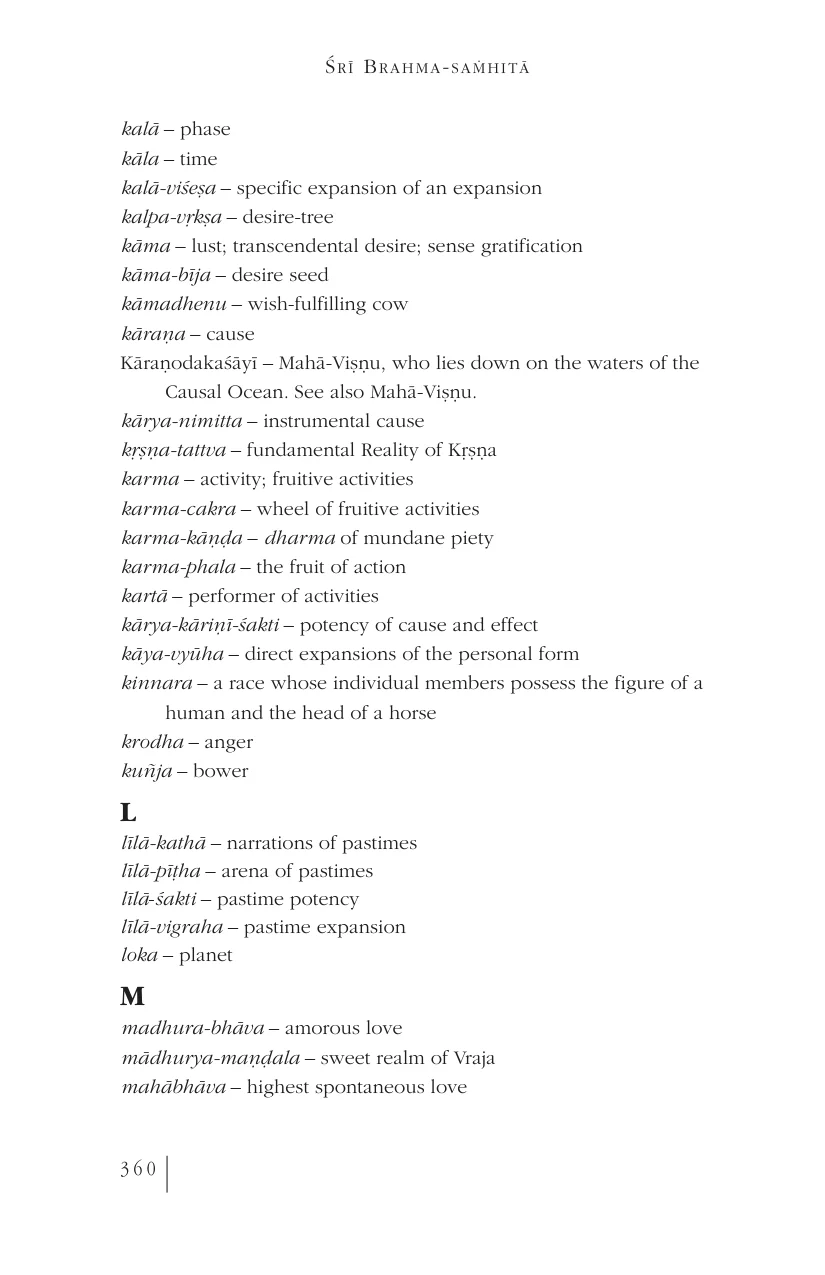 Śrī Brahma-saṁhitā
kalā – phase
kāla – time
kalā-viśeṣa – specific expansion of an expansion
kalpa-vṛkṣa – desire-tree
kāma – lust; transcendental desire; sense gratification
kāma-bīja – desire seed
kāmadhenu – wish-fulfilling cow
kāraṇa – cause
Kāraṇodakaśāyī – Mahā-Viṣṇu, who lies down on the waters of the
Causal Ocean. See also Mahā-Viṣṇu.
kārya-nimitta – instrumental cause
kṛṣṇa-tattva – fundamental Reality of Kṛṣṇa
karma – activity; fruitive activities
karma-cakra – wheel of fruitive activities
karma-kāṇḍa – dharma of mundane piety
karma-phala – the fruit of action
kartā – performer of activities
kārya-kāriṇī-śakti – potency of cause and effect
kāya-vyūha – direct expansions of the personal form
kinnara – a race whose individual members possess the figure of a
human and the head of a horse
krodha – anger
kuñja – bower
L
līlā-kathā – narrations of pastimes
līlā-pīṭha – arena of pastimes
līlā-śakti – pastime potency
līlā-vigraha – pastime expansion
loka – planet
M
madhura-bhāva – amorous love
mādhurya-maṇḍala – sweet realm of Vraja
mahābhāva – highest spontaneous love
360